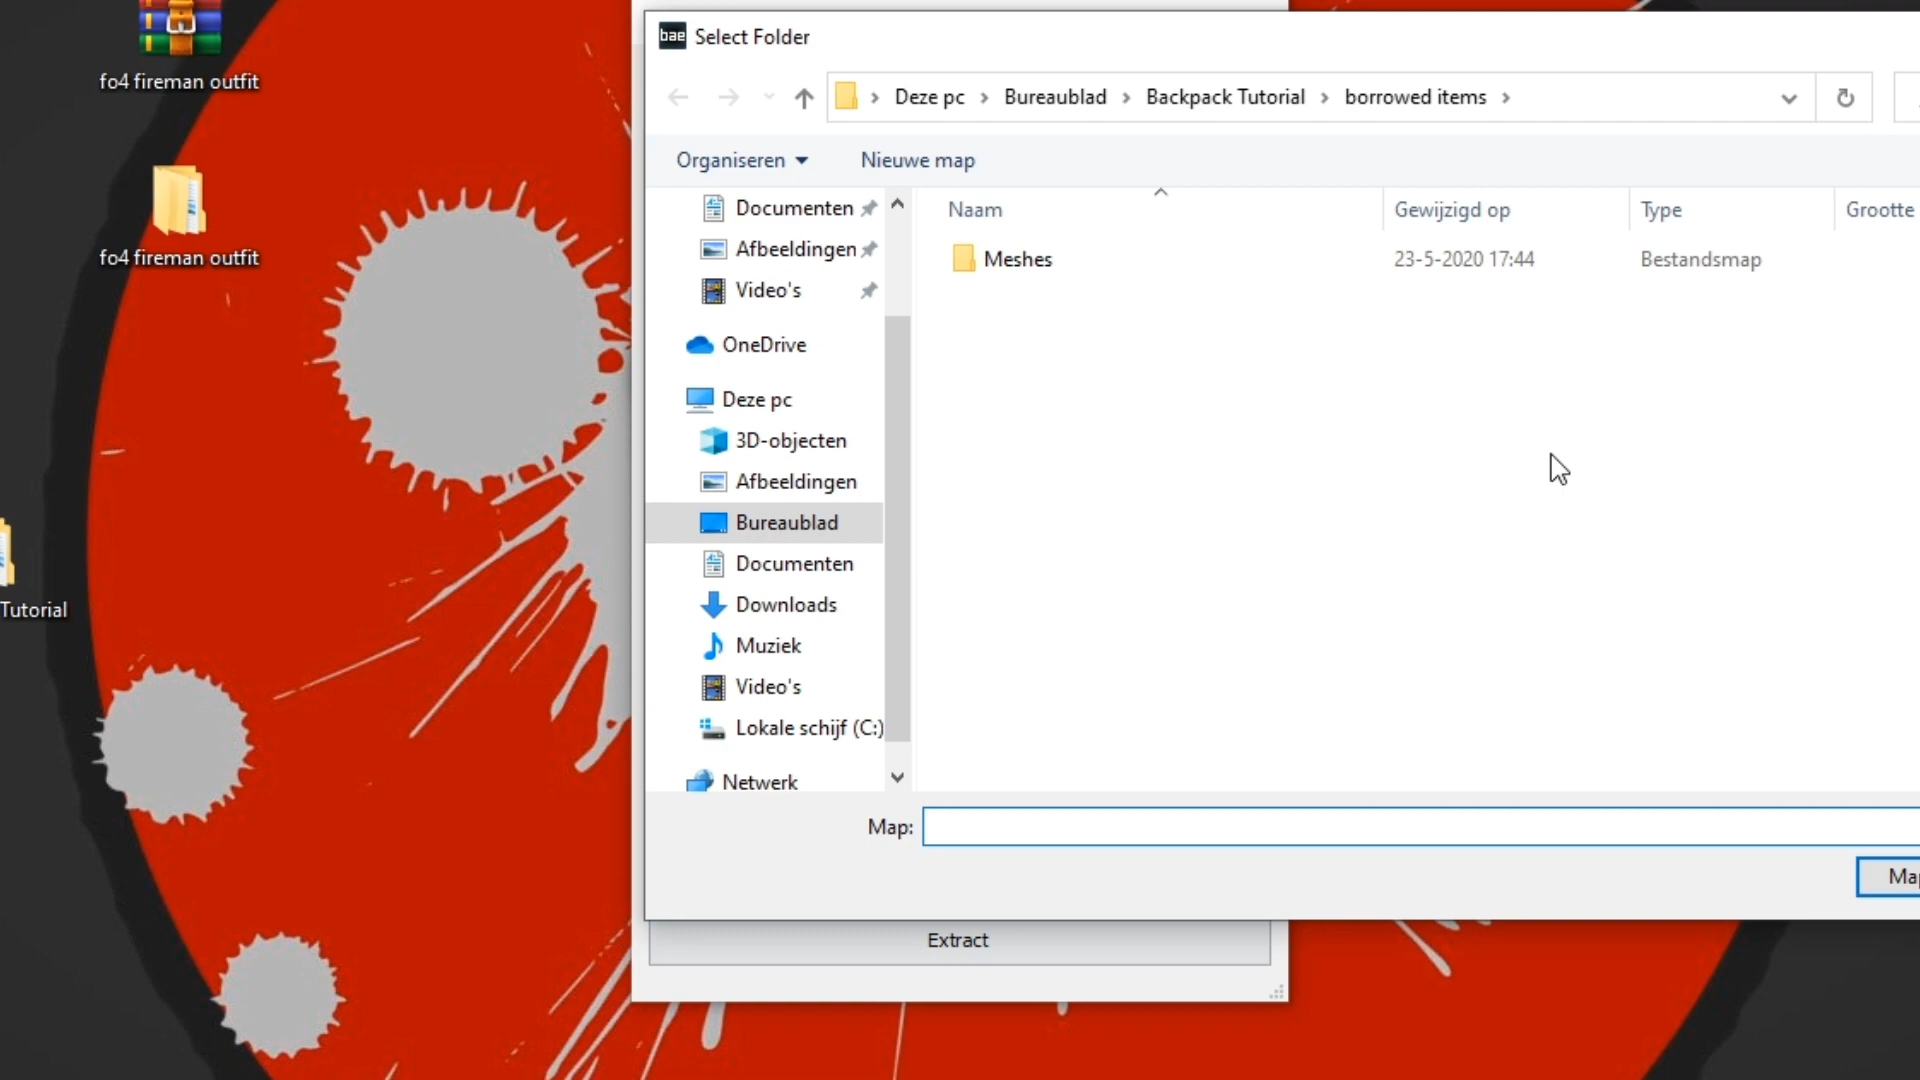 fo4 fireman outfit
fo4 fireman outfit
Tutorial
bae Select Folder
Deze pc > Bureaublad > Backpack Tutorial > borrowed items >
Organiseren Nieuwe map
Documenten
Afbeeldingen
Video's
OneDrive
Deze pc
3D-objecten
Afbeeldingen
Bureaublad
Documenten
Downloads
Muziek
Video's
Lokale schijf (C:)
Netwerk
Naam Gewijzigd op Type Grootte
Meshes 23-5-2020 17:44 Bestandsmap
Map:
Map
Extract